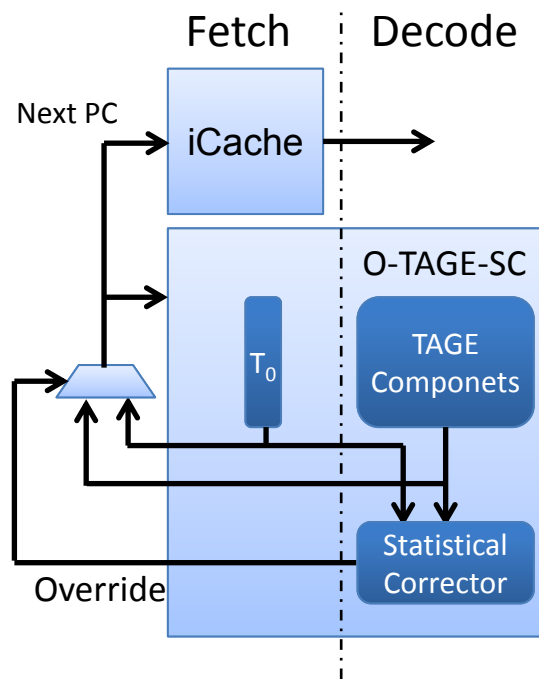 Fetch
Decode
Next PC
iCache
O-TAGE-SC
T0
TAGE
Componets
Statistical
Corrector
Override